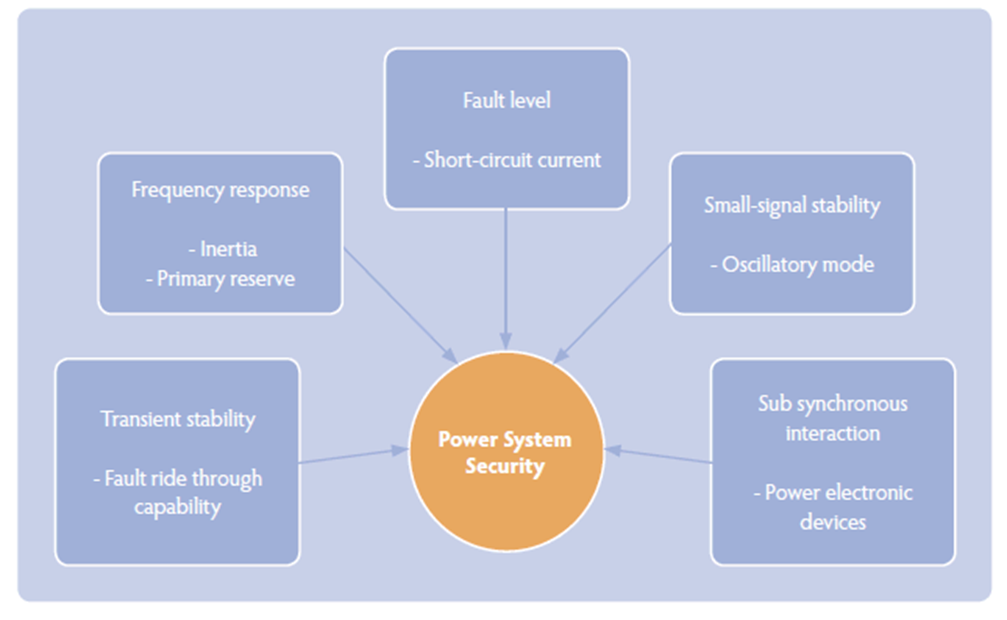 Fault level
- Short-circuit current
Frequency response
- Inertia
- Primary reserve
Small-signal stability
- Oscillatory mode
Transient stability
- Fault ride through
capability
Power System
Security
Sub synchronous
interaction
- Power electronic
devices